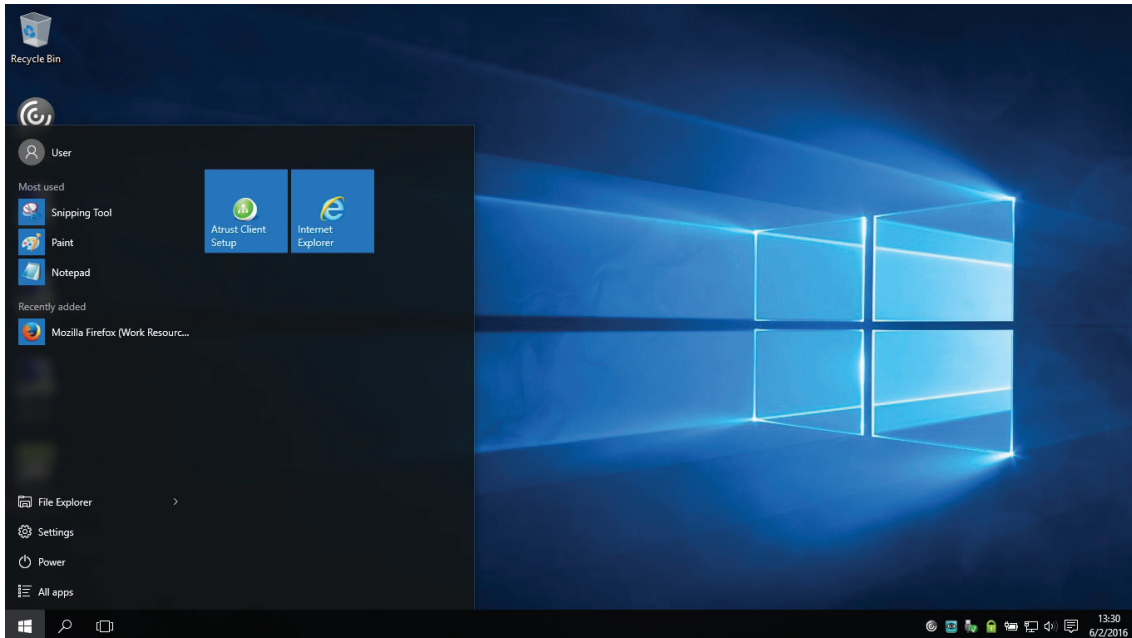 Recycle Bin
User
Most used
Snipping Tool
Paint
Notepad
Recently added
Mozilla Firefox (Work Resourc...
Atrust Client
Setup
Internet
Explorer
File Explorer
Settings
Power
All apps
13:30
6/2/2016